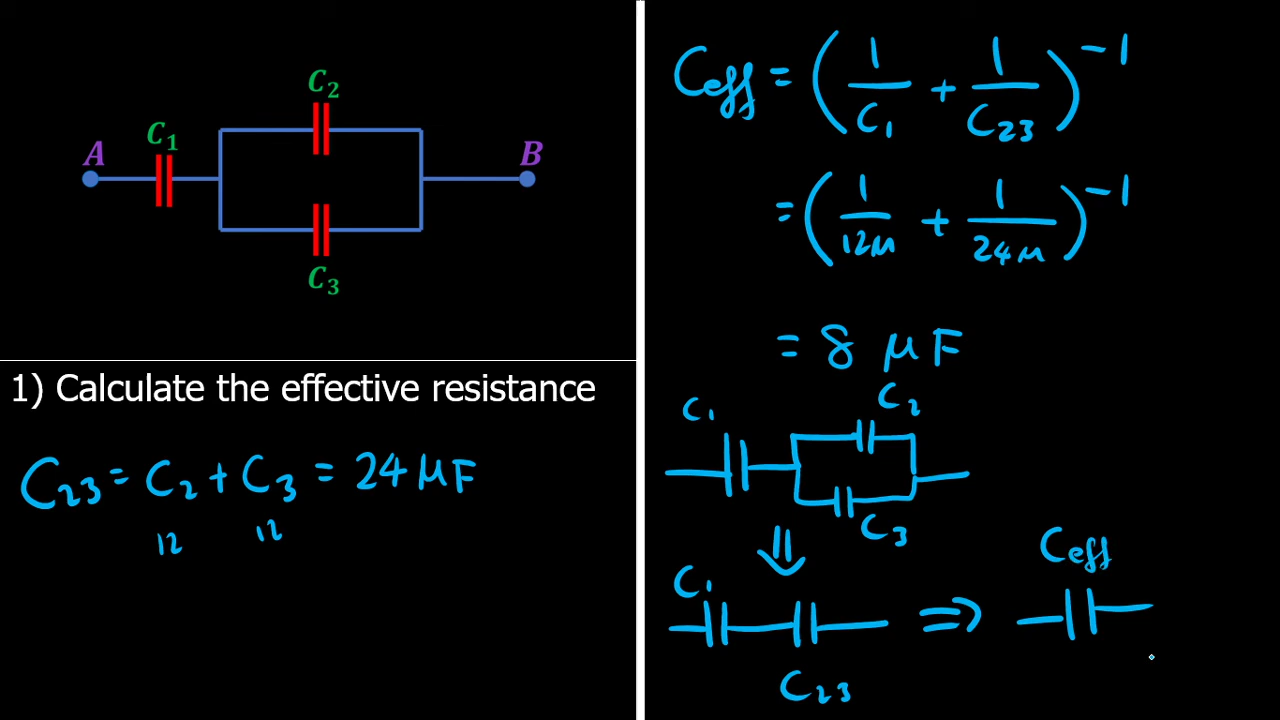 C₂
C₁
A
B
C₃
1) Calculate the effective resistance
C₂₃ = C₂ + C₃ = 24 μF
12 12
Ceff = (1/C₁ + 1/C₂₃)⁻¹
= (1/12μ + 1/24μ)⁻¹
= 8 μF
C₁
C₂
C₃
⇓
Ceff
C₁
⇒
C₂₃